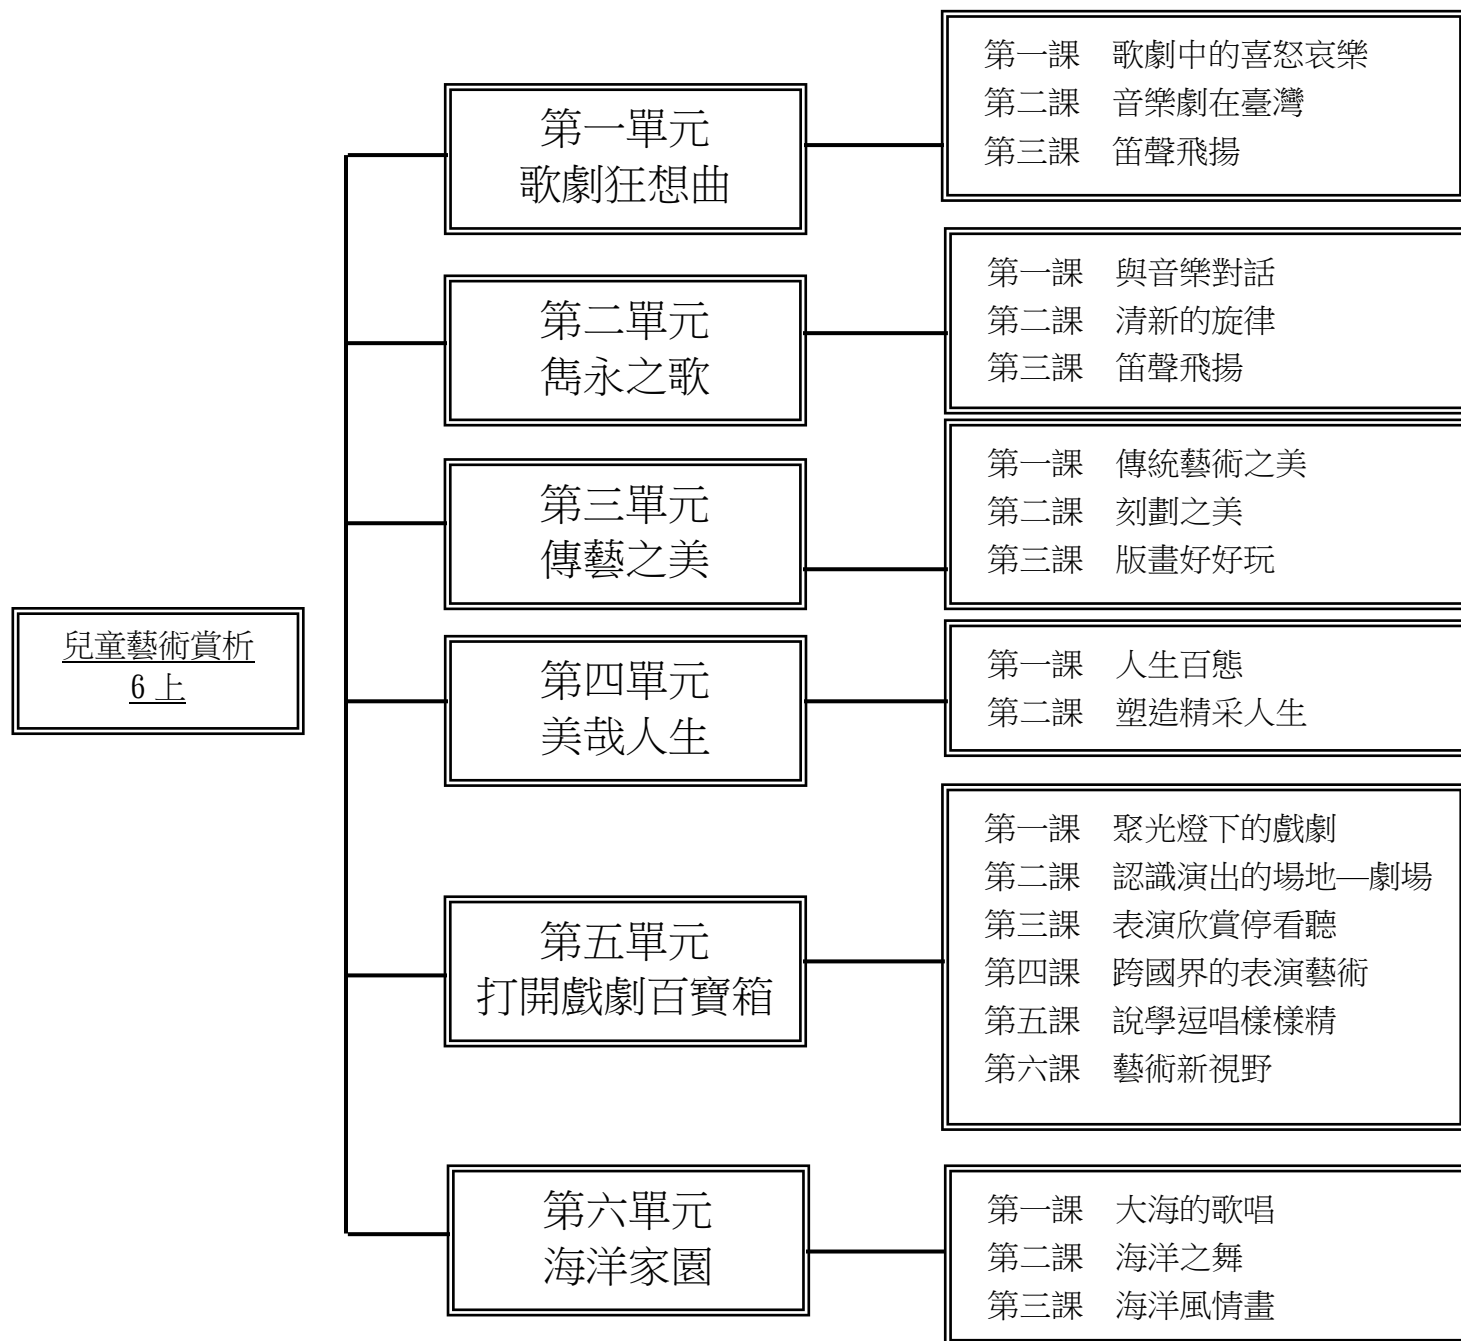 兒童藝術賞析
6 上
第一單元
歌劇狂想曲
第一課　歌劇中的喜怒哀樂
第二課　音樂劇在臺灣
第三課　笛聲飛揚
第二單元
雋永之歌
第一課　與音樂對話
第二課　清新的旋律
第三課　笛聲飛揚
第三單元
傳藝之美
第一課　傳統藝術之美
第二課　刻劃之美
第三課　版畫好好玩
第四單元
美哉人生
第一課　人生百態
第二課　塑造精采人生
第五單元
打開戲劇百寶箱
第一課　聚光燈下的戲劇
第二課　認識演出的場地—劇場
第三課　表演欣賞停看聽
第四課　跨國界的表演藝術
第五課　說學逗唱樣樣精
第六課　藝術新視野
第六單元
海洋家園
第一課　大海的歌唱
第二課　海洋之舞
第三課　海洋風情畫